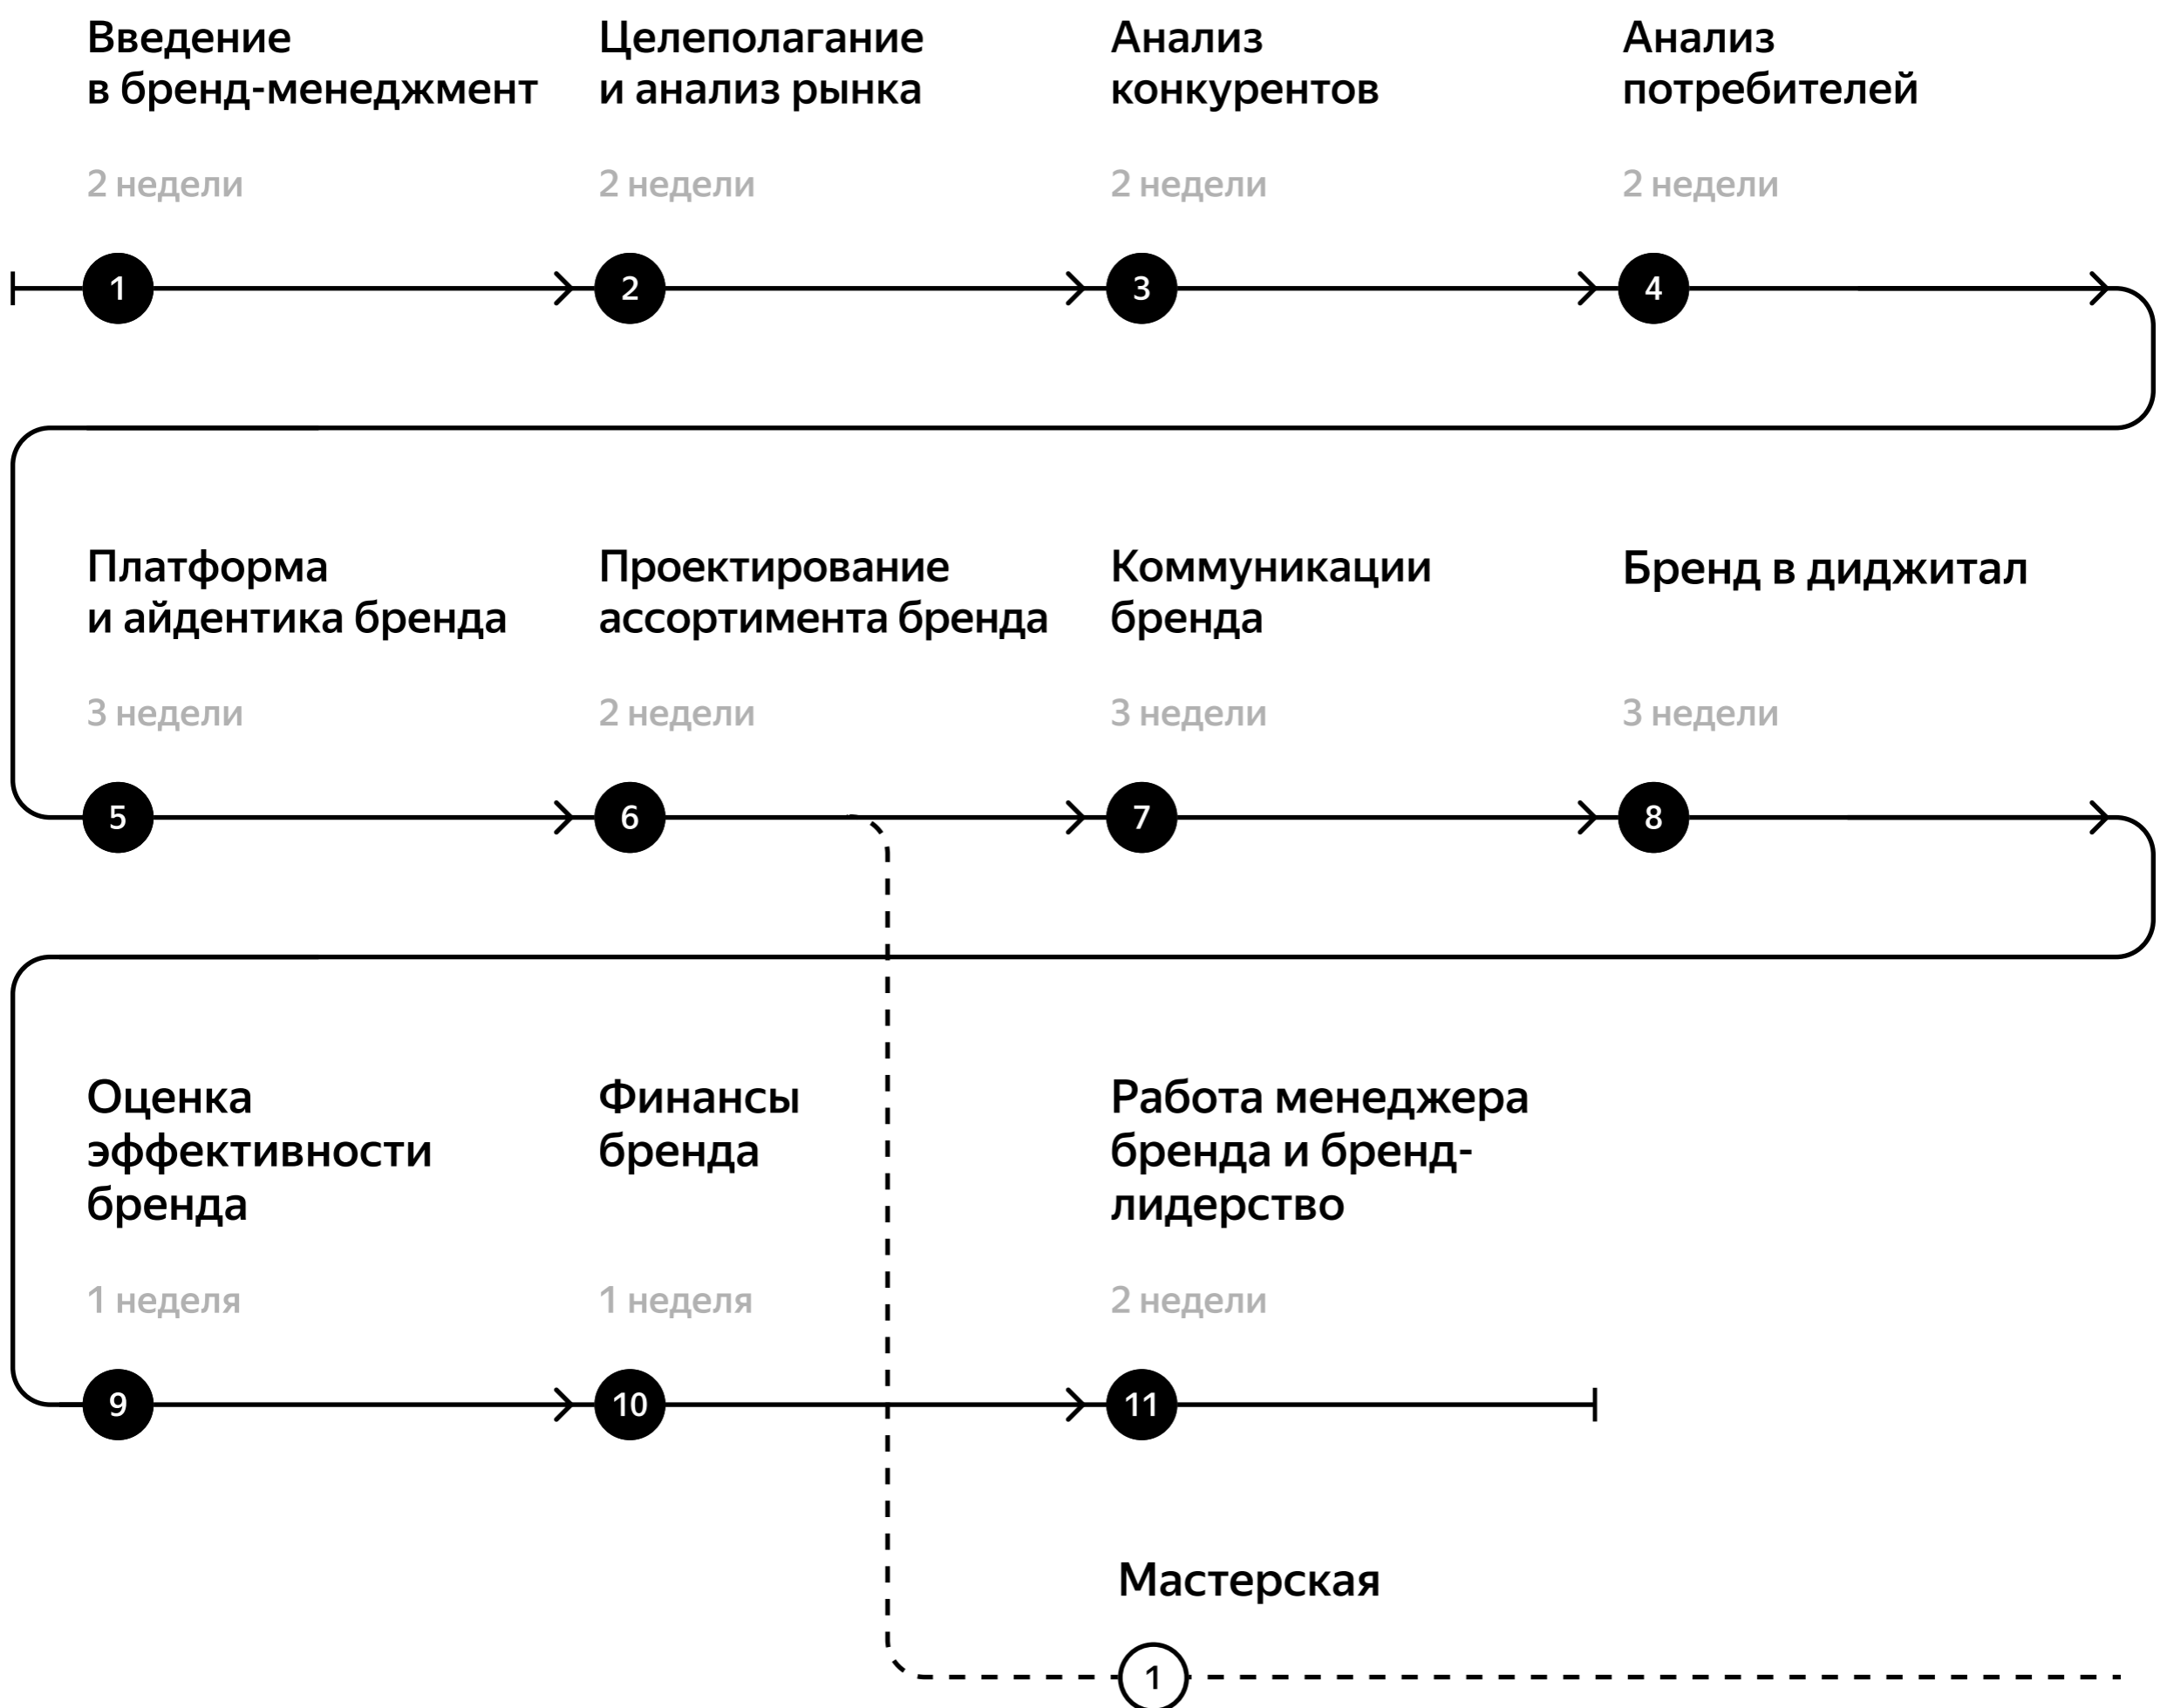 Введение
в бренд-менеджмент
2 недели
1
Целеполагание
и анализ рынка
2 недели
2
Анализ
конкурентов
2 недели
3
Анализ
потребителей
2 недели
4
Платформа
и айдентика бренда
3 недели
5
Проектирование
ассортимента бренда
2 недели
6
Коммуникации
бренда
3 недели
7
Бренд в диджитал
3 недели
8
Оценка
эффективности
бренда
1 неделя
9
Финансы
бренда
1 неделя
10
Работа менеджера
бренда и бренд-
лидерство
2 недели
11
Мастерская
1